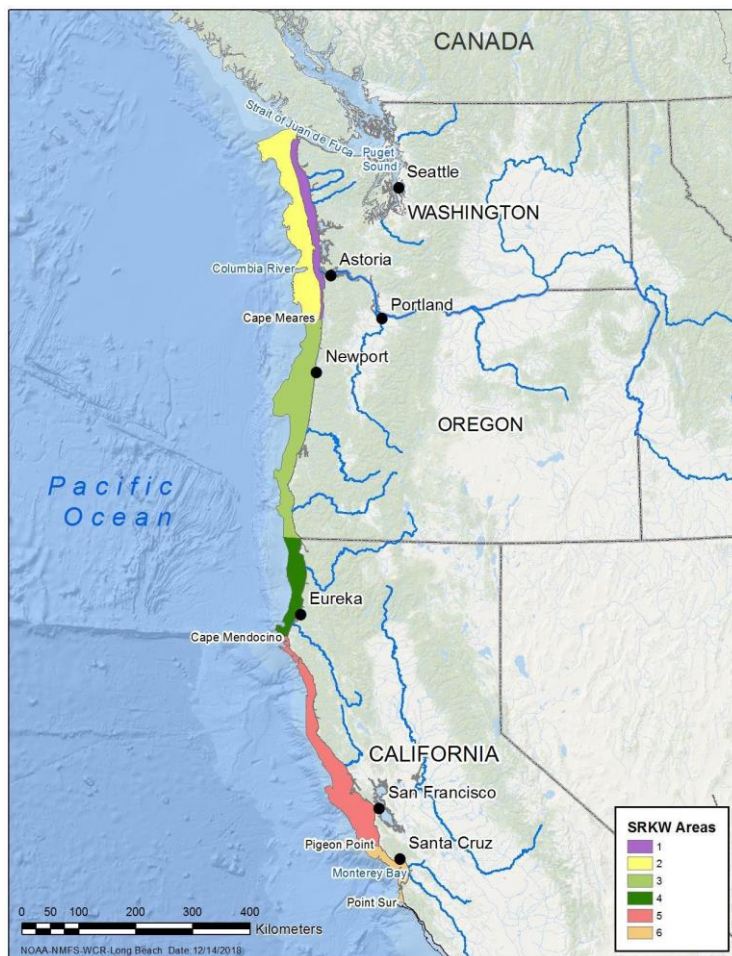 CANADA
Strait of Juan de Fuca
Puget
Sound
Seattle
WASHINGTON
Columbia River
Astoria
Portland
Cape Meares
Newport
OREGON
Pacific
Ocean
Eureka
Cape Mendocino
CALIFORNIA
San Francisco
Pigeon Point
Santa Cruz
Monterey Bay
Point Sur
SRKW Areas
1
2
3
4
5
6
0 50 100 200 300 400
Kilometers
NOAA-NMFS-WCR-Long Beach Date:12/14/2018